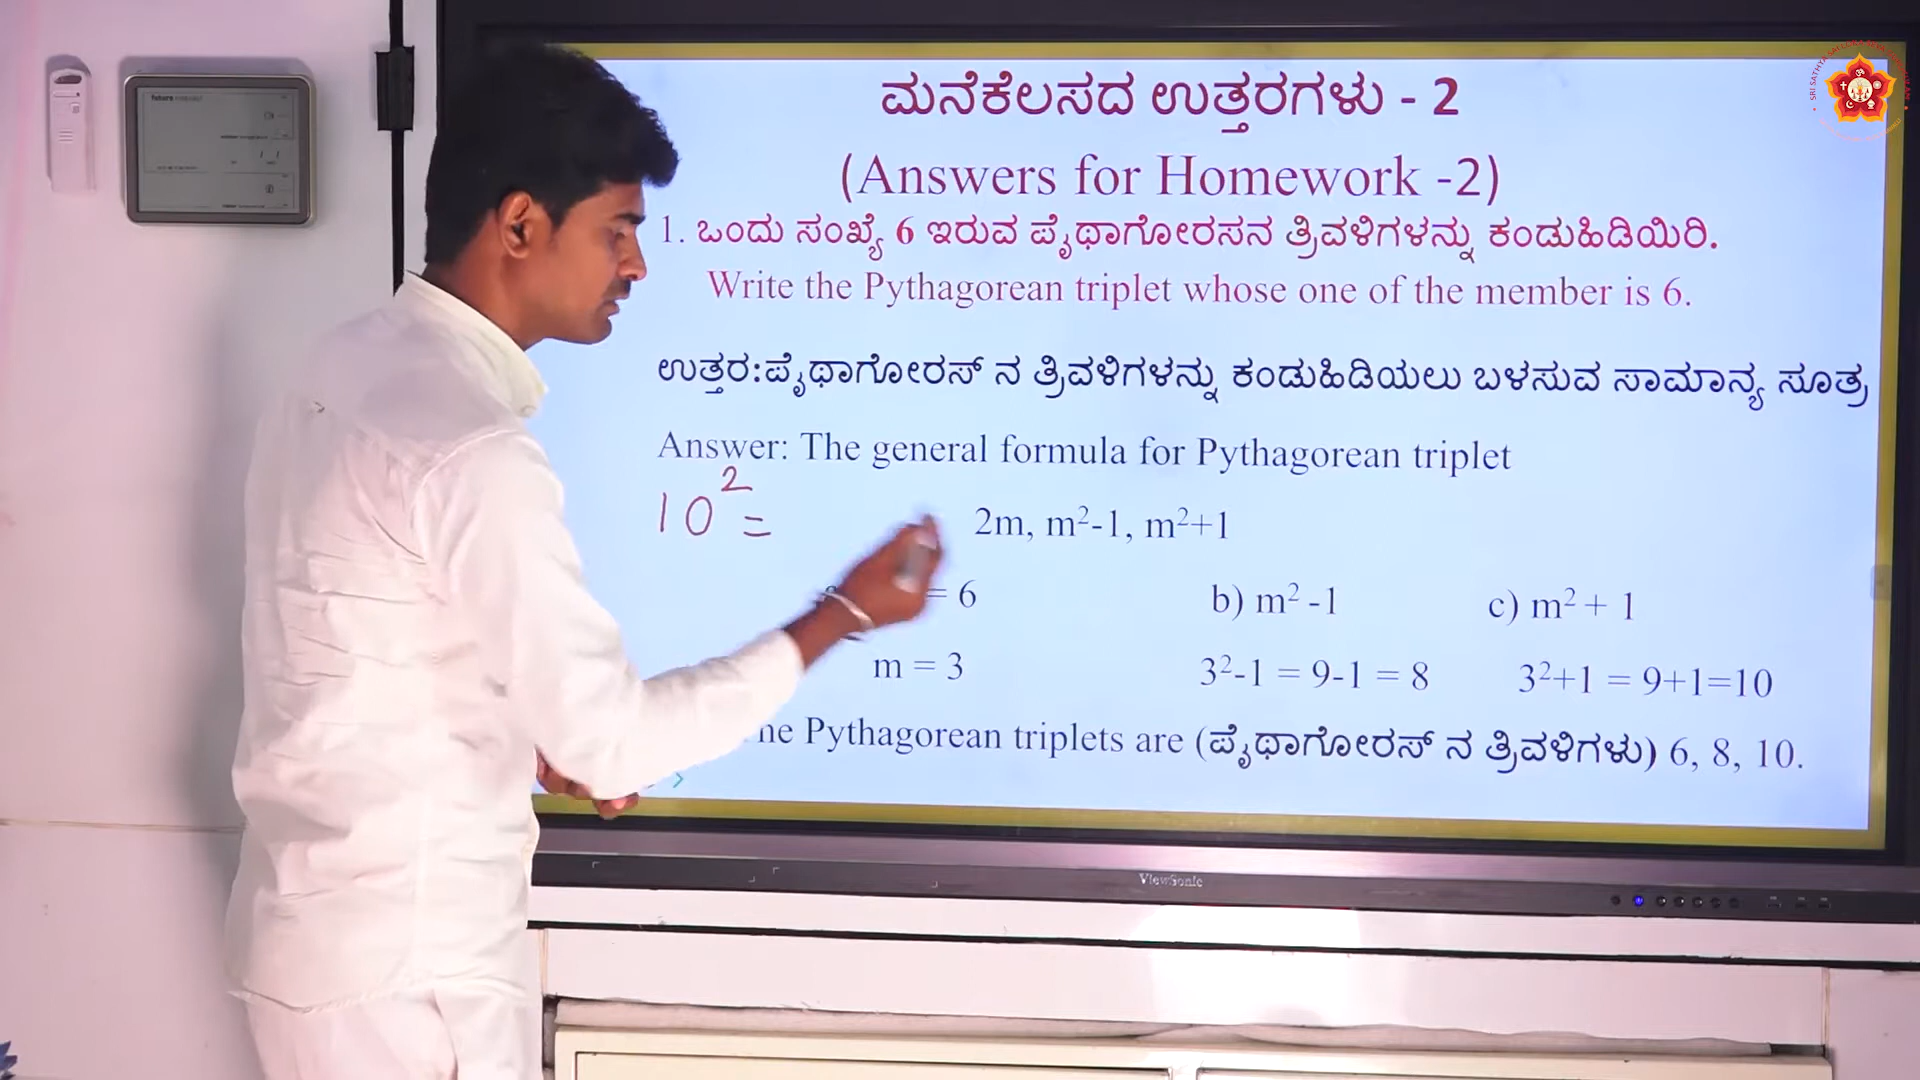 ಮನೆಕೆಲಸದ ಉತ್ತರಗಳು - 2
(Answers for Homework -2)
1. ಒಂದು ಸಂಖ್ಯೆ 6 ಇರುವ ಪೈಥಾಗೋರಸನ ತ್ರಿವಳಿಗಳನ್ನು ಕಂಡುಹಿಡಿಯಿರಿ.
Write the Pythagorean triplet whose one of the member is 6.
ಉತ್ತರ:ಪೈಥಾಗೋರಸ್ ನ ತ್ರಿವಳಿಗಳನ್ನು ಕಂಡುಹಿಡಿಯಲು ಬಳಸುವ ಸಾಮಾನ್ಯ ಸೂತ್ರ
Answer: The general formula for Pythagorean triplet
10² =
2m, m²-1, m²+1
= 6 b) m² -1 c) m² + 1
m = 3 3²-1 = 9-1 = 8 3²+1 = 9+1=10
Pythagorean triplets are (ಪೈಥಾಗೋರಸ್ ನ ತ್ರಿವಳಿಗಳು) 6, 8, 10.
ViewSonic